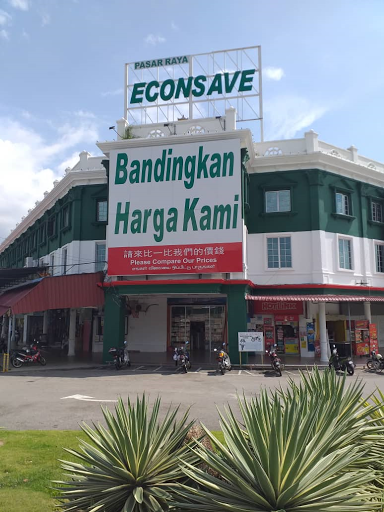 PASAR RAYA
ECONSAVE
Bandingkan
Harga Kami
請來比一比我們的價錢
Please Compare Our Prices